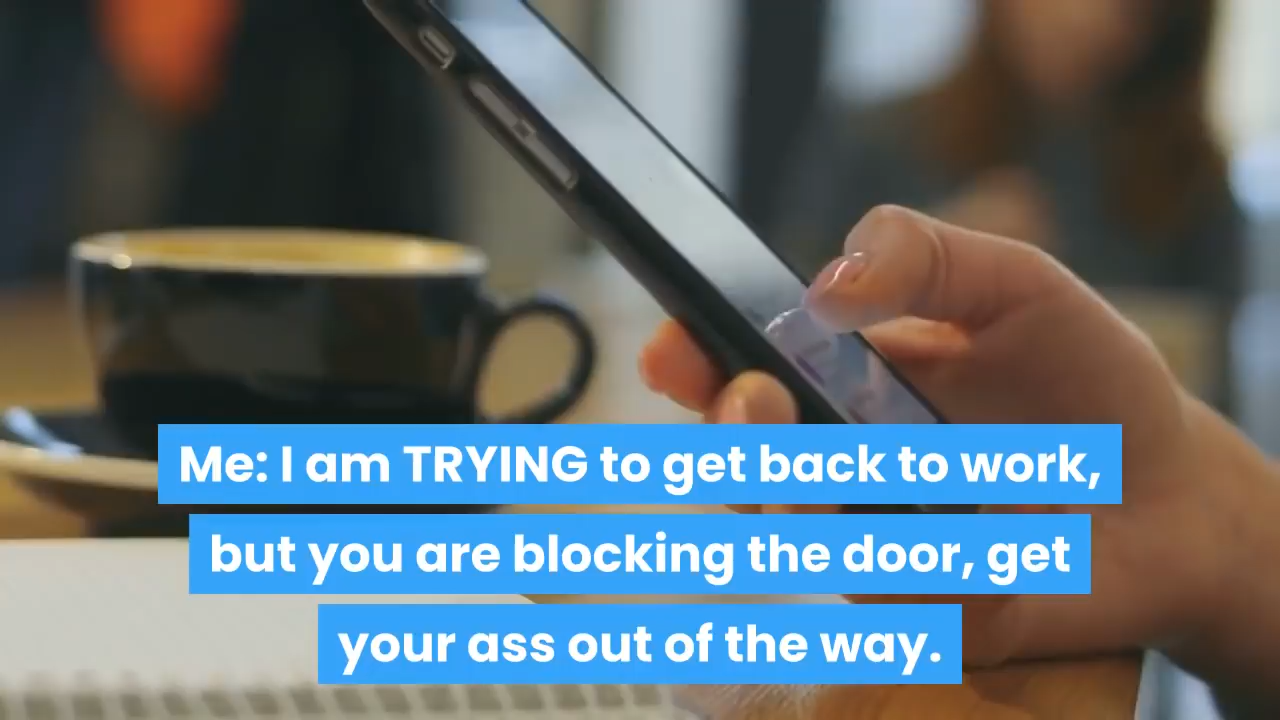 Me: I am TRYING to get back to work,
but you are blocking the door, get
your ass out of the way.